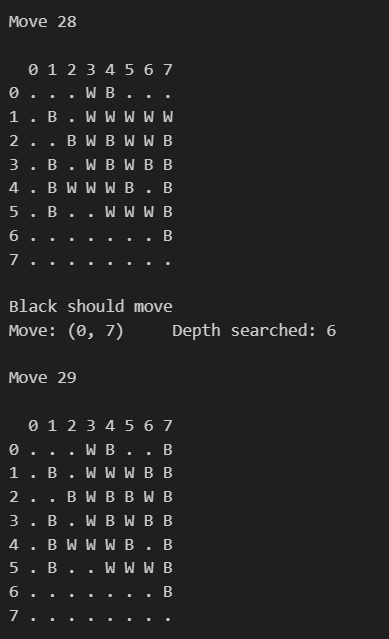 Move 28
0 1 2 3 4 5 6 7
0 . . . W B . . .
1 . B . W W W W W
2 . . B W B W W B
3 . B . W B W B B
4 . B W W W B . B
5 . B . . W W W B
6 . . . . . . . B
7 . . . . . . . .
Black should move
Move: (0, 7) Depth searched: 6
Move 29
0 1 2 3 4 5 6 7
0 . . . W B . . B
1 . B . W W W B B
2 . . B W B B W B
3 . B . W B W B B
4 . B W W W B . B
5 . B . . W W W B
6 . . . . . . . B
7 . . . . . . . .